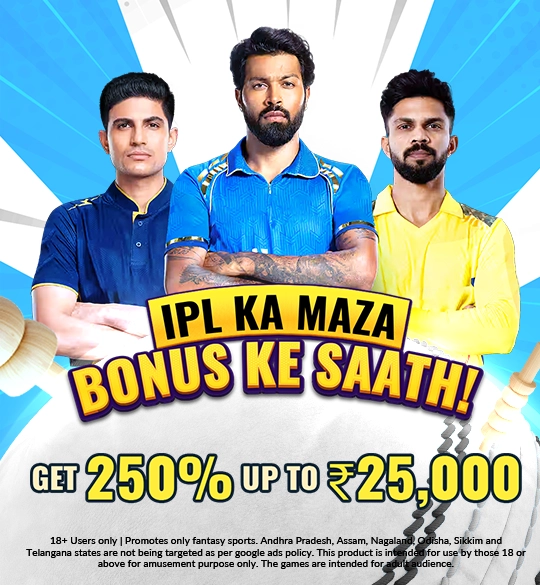 IPL KA MAZA
BONUS KE SAATH!
GET 250% UP TO ₹25,000
18+ Users only | Promotes only fantasy sports. Andhra Pradesh, Assam, Nagaland, Odisha, Sikkim and
Telangana states are not being targeted as per google ads policy. This product is intended for use by those 18 or
above for amusement purpose only. The games are intended for adult audience.